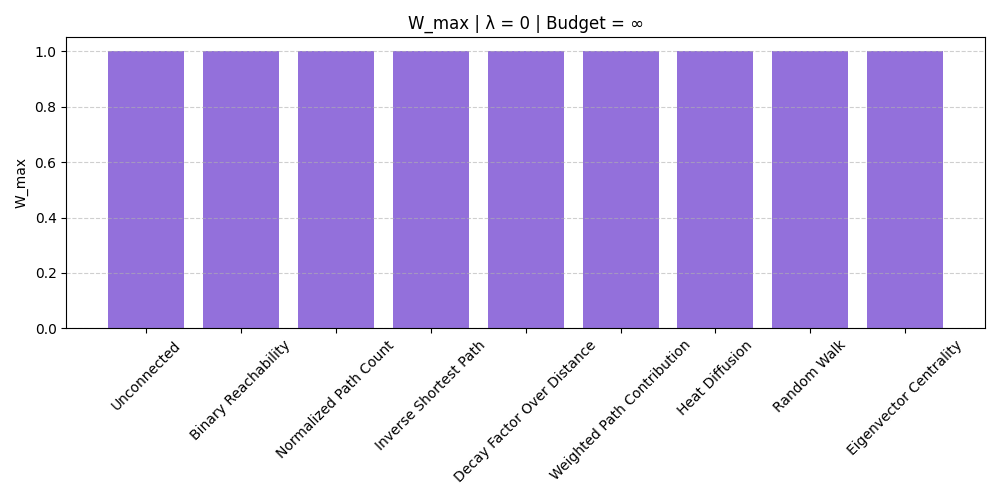 W_max | λ = 0 | Budget = ∞
W_max
1.0
0.8
0.6
0.4
0.2
0.0
Unconnected
Binary Reachability
Normalized Path Count
Inverse Shortest Path
Decay Factor Over Distance
Weighted Path Contribution
Heat Diffusion
Random Walk
Eigenvector Centrality